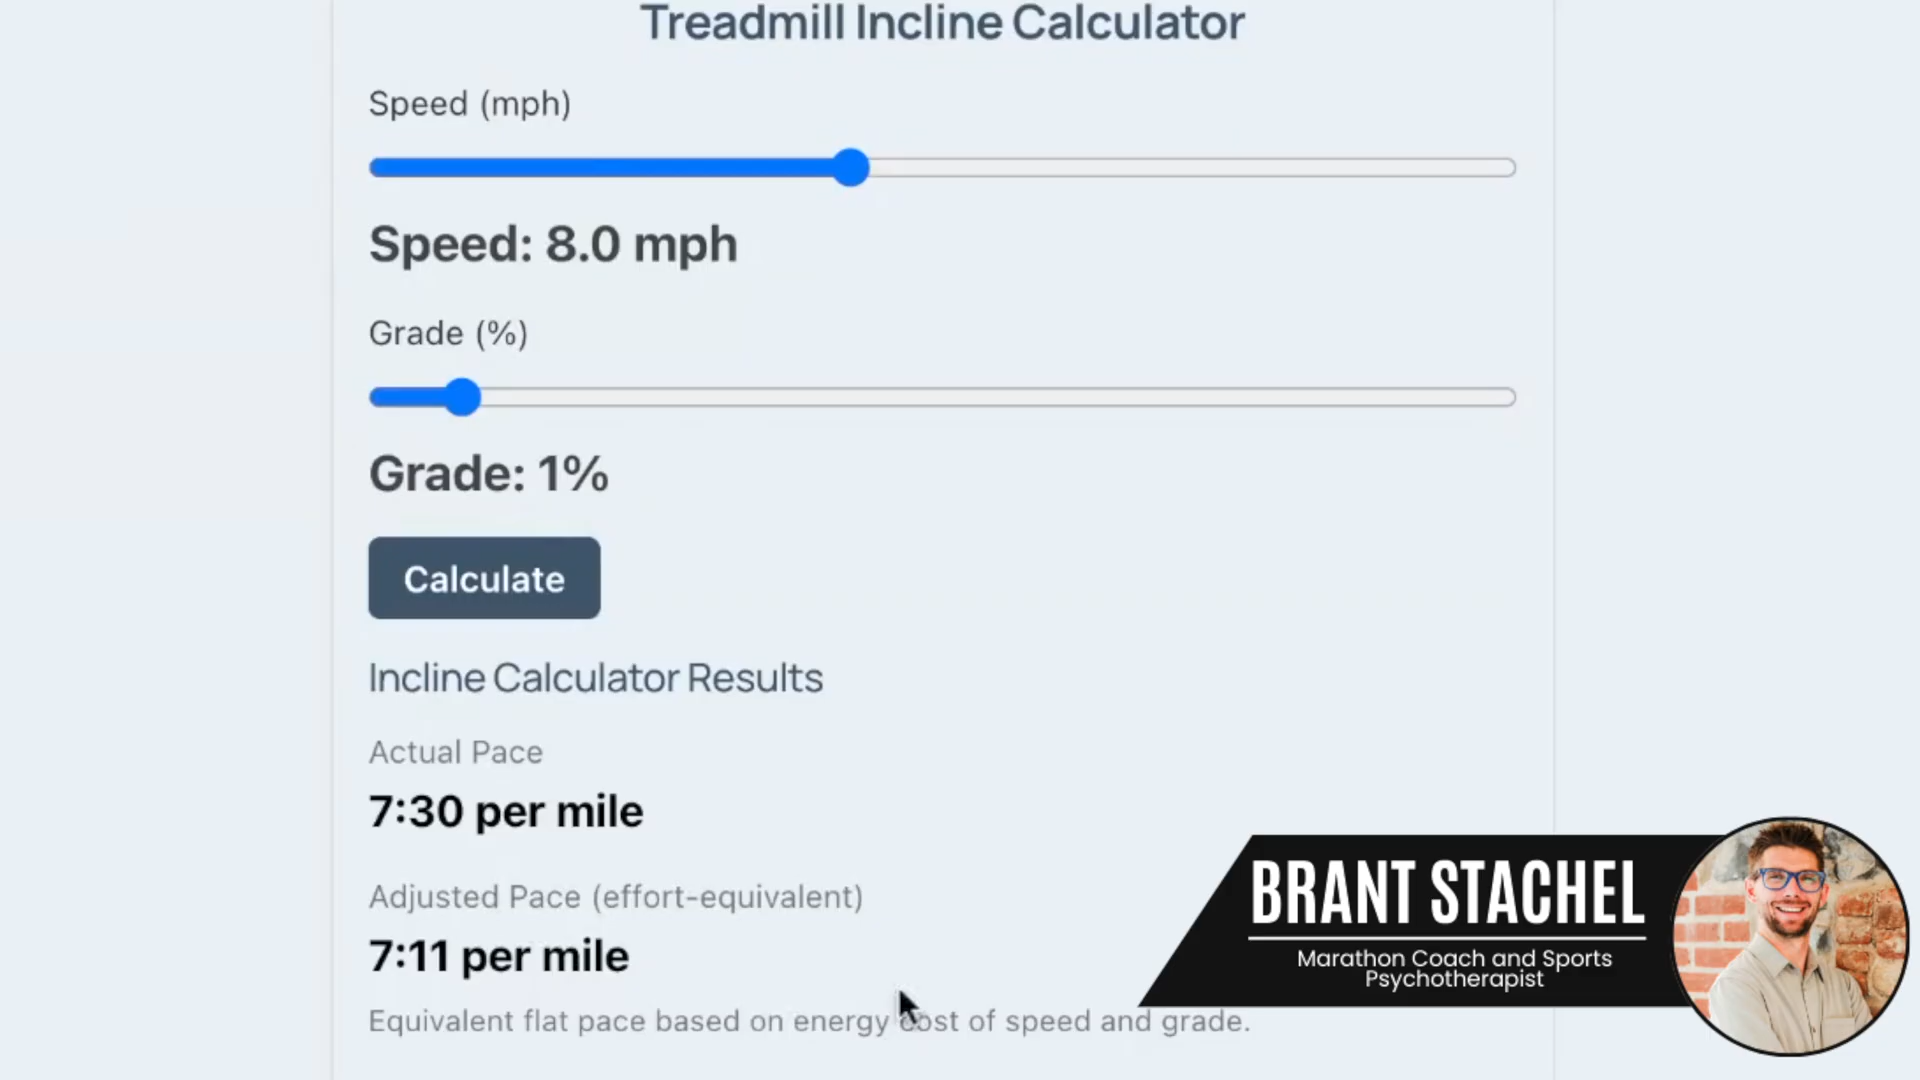 Treadmill Incline Calculator
Speed (mph)
Speed: 8.0 mph
Grade (%)
Grade: 1%
Calculate
Incline Calculator Results
Actual Pace
7:30 per mile
Adjusted Pace (effort-equivalent)
7:11 per mile
Equivalent flat pace based on energy cost of speed and grade.
BRANT STACHEL
Marathon Coach and Sports
Psychotherapist